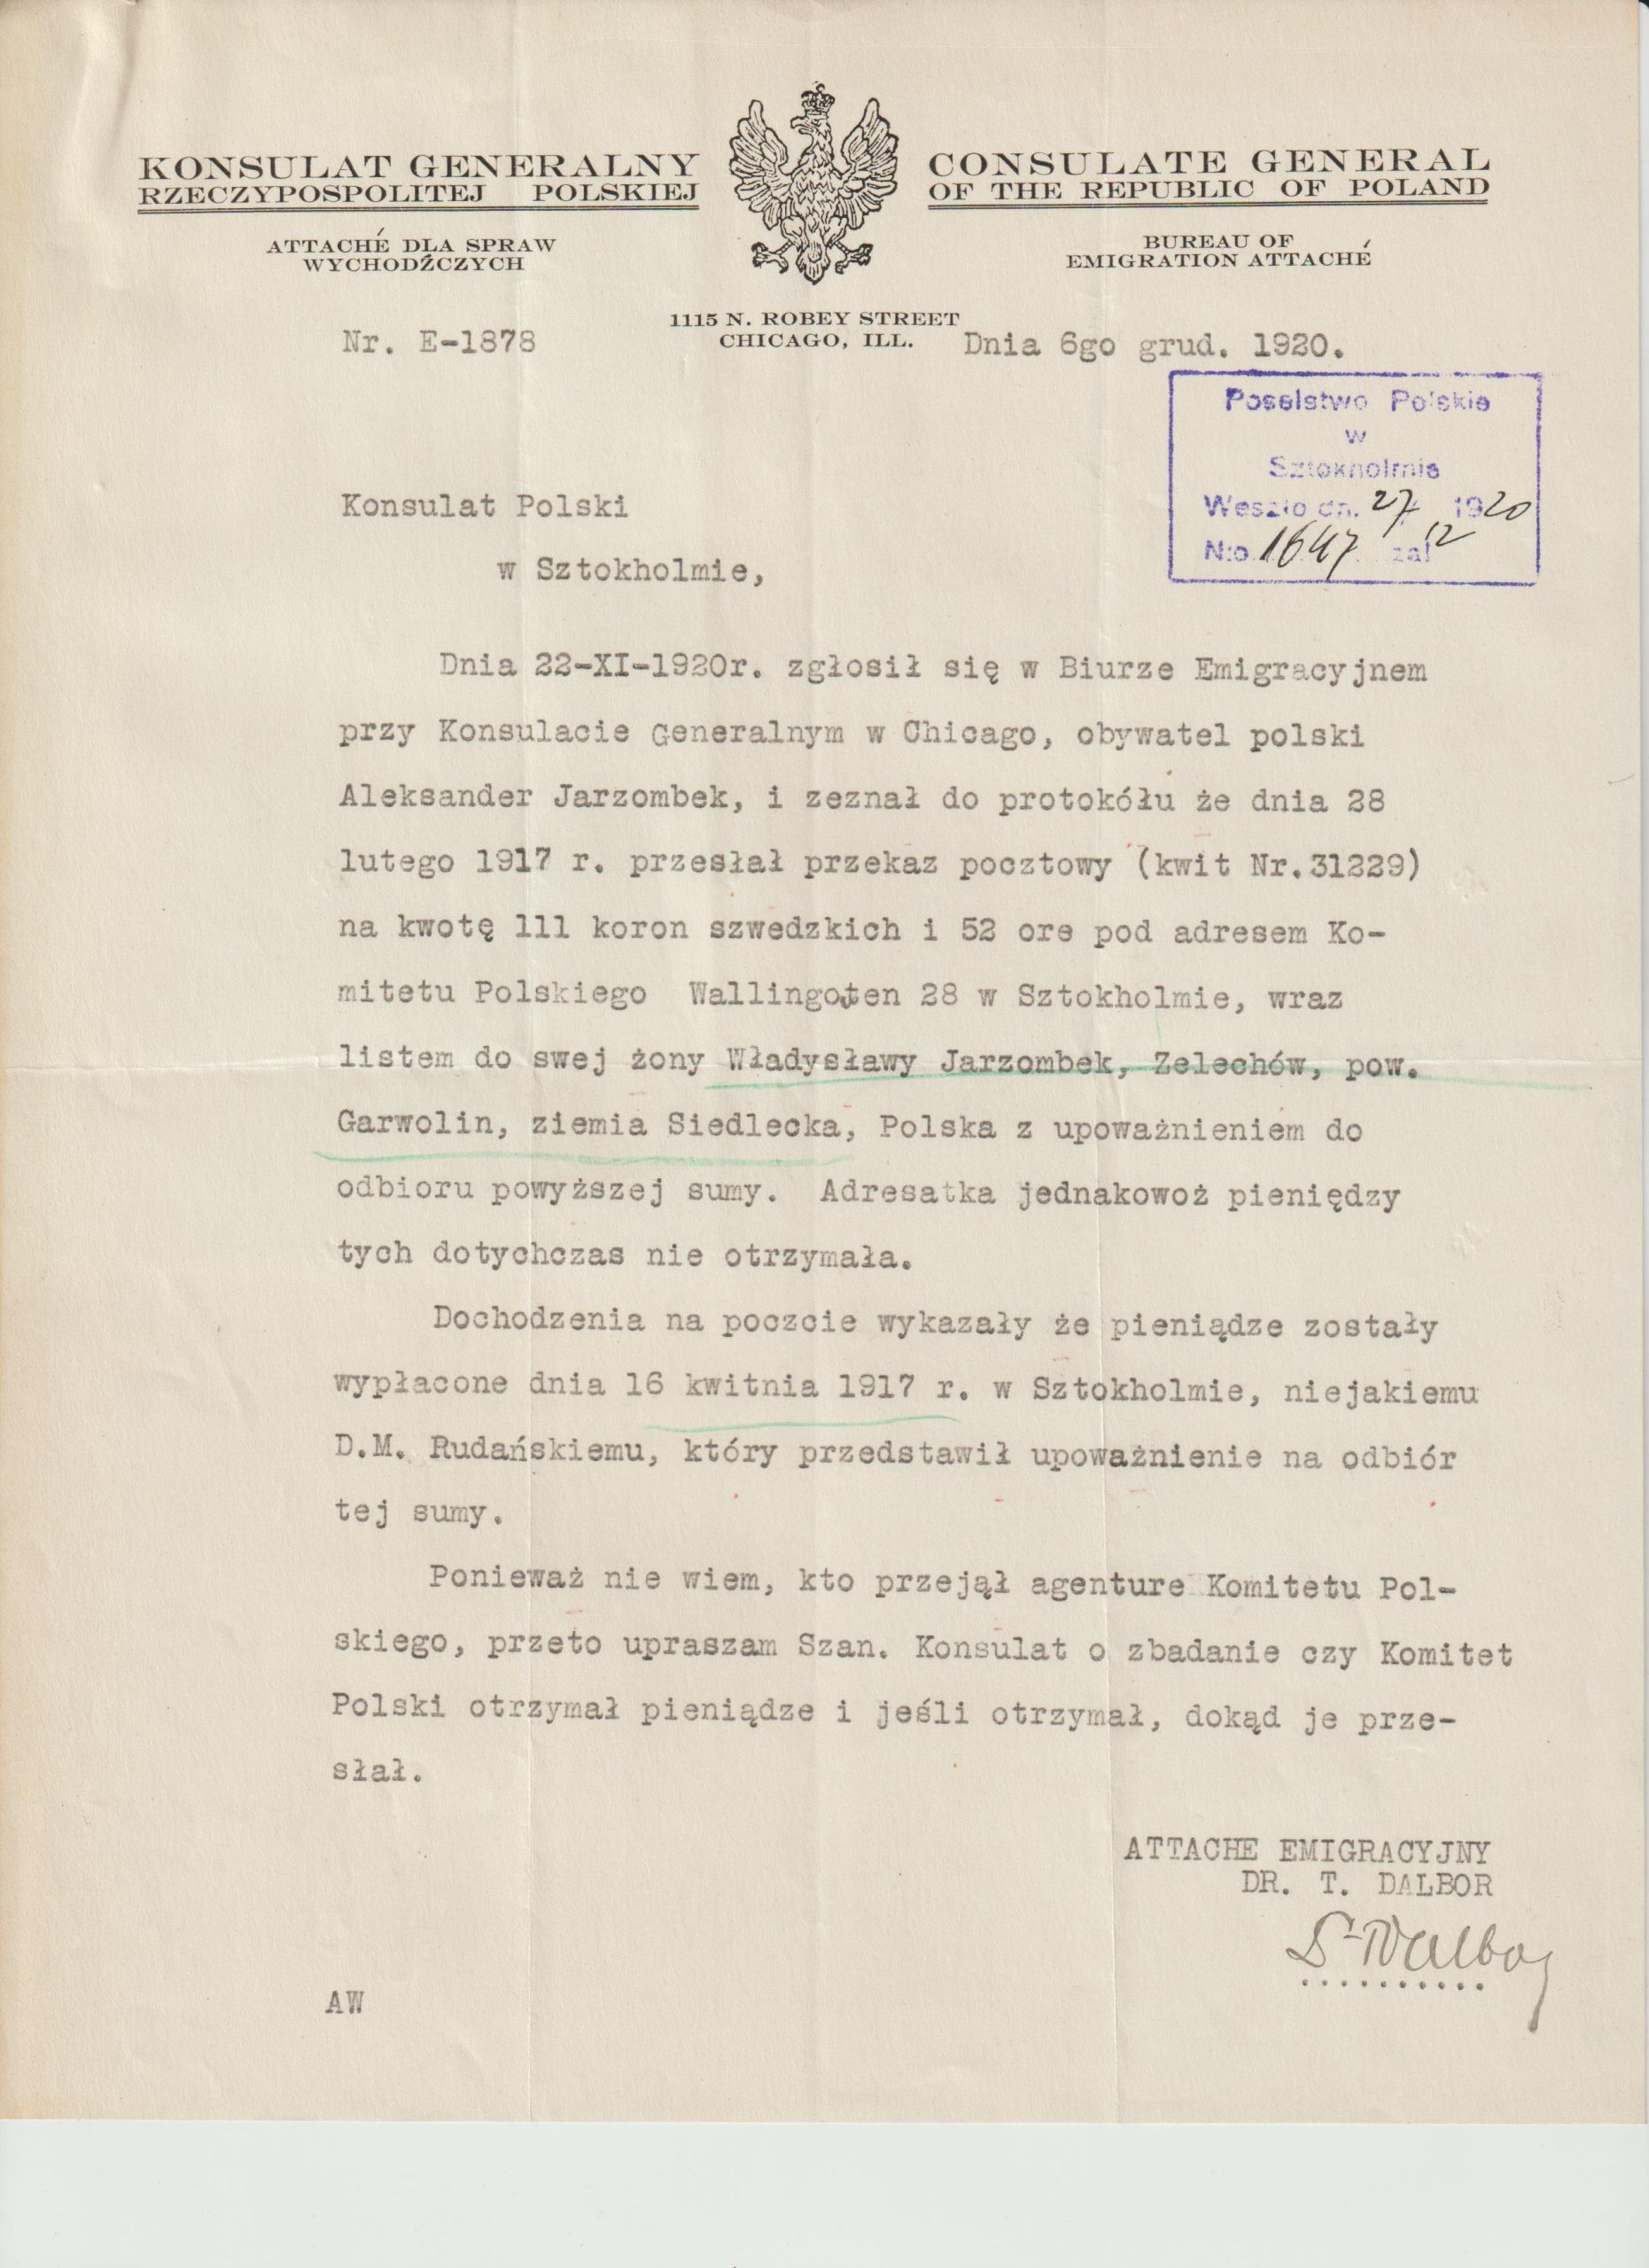 KONSULAT GENERALNY
RZECZYPOSPOLITEJ POLSKIEJ
CONSULATE GENERAL
OF THE REPUBLIC OF POLAND
ATTACHÉ DLA SPRAW
WYCHODŹCZYCH
BUREAU OF
EMIGRATION ATTACHÉ
1115 N. ROBEY STREET
CHICAGO, ILL.
Nr. E-1878
Dnia 6go grud. 1920.
Poselstwo Polskie
w
Sztokholmie
Weszło dn. 27/ 1920
N:o 1647 zał 12
Konsulat Polski
w Sztokholmie,
Dnia 22-XI-1920r. zgłosił się w Biurze Emigracyjnem
przy Konsulacie Generalnym w Chicago, obywatel polski
Aleksander Jarzombek, i zeznał do protokółu że dnia 28
lutego 1917 r. przesłał przekaz pocztowy (kwit Nr.31229)
na kwotę 111 koron szwedzkich i 52 ore pod adresem Ko-
mitetu Polskiego Wallingoten 28 w Sztokholmie, wraz
listem do swej żony Władysławy Jarzombek, Zelechów, pow.
Garwolin, ziemia Siedlecka, Polska z upoważnieniem do
odbioru powyższej sumy. Adresatka jednakowoż pieniędzy
tych dotychczas nie otrzymała.
Dochodzenia na poczcie wykazały że pieniądze zostały
wypłacone dnia 16 kwitnia 1917 r. w Sztokholmie, niejakiemu
D.M. Rudańskiemu, który przedstawił upoważnienie na odbiór
tej sumy.
Ponieważ nie wiem, kto przejął agenture Komitetu Pol-
skiego, przeto upraszam Szan. Konsulat o zbadanie czy Komitet
Polski otrzymał pieniądze i jeśli otrzymał, dokąd je prze-
słał.
ATTACHE EMIGRACYJNY
DR. T. DALBOR
Dr TDalbor
..........
AW